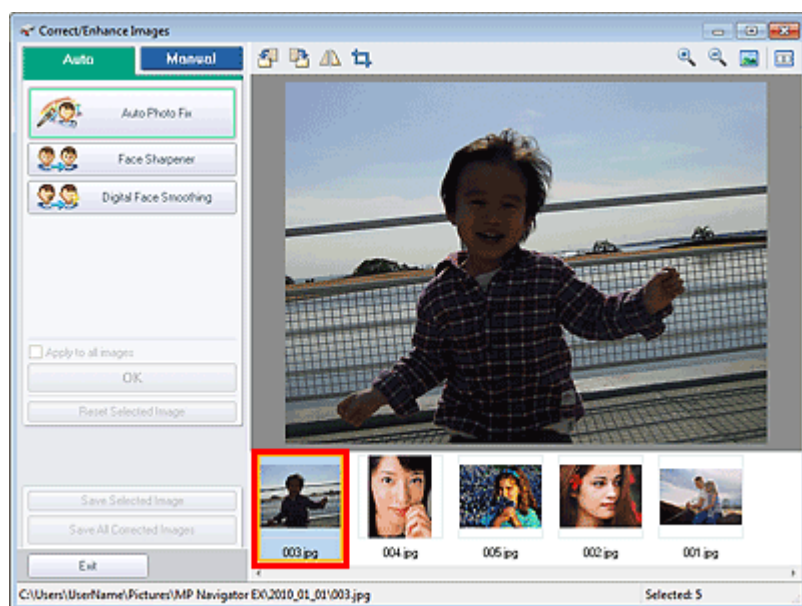 Correct/Enhance Images
Auto
Manual
Auto Photo Fix
Face Sharpener
Digital Face Smoothing
Apply to all images
OK
Reset Selected Image
Save Selected Image
Save All Corrected Images
Exit
003.jpg
004.jpg
005.jpg
002.jpg
001.jpg
C:\Users\UserName\Pictures\MP Navigator EX\2010_01_01\003.jpg
Selected: 5